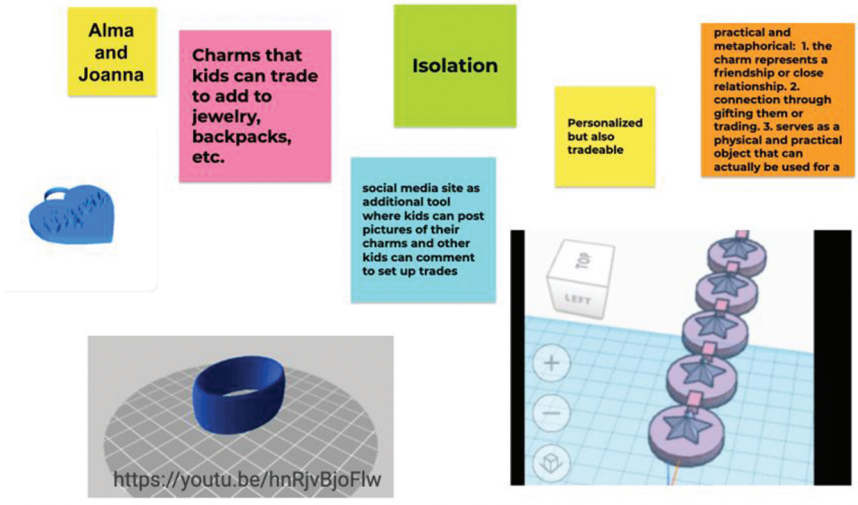 Alma
and
Joanna
Charms that
kids can trade
to add to
jewelry,
backpacks,
etc.
Isolation
Personalized
but also
tradeable
practical and
metaphorical: 1. the
charm represents a
friendship or close
relationship. 2.
connection through
gifting them or
trading. 3. serves as a
physical and practical
object that can
actually be used for a
social media site as
additional tool
where kids can post
pictures of their
charms and other
kids can comment
to set up trades
TOP
LEFT
https://youtu.be/hnRjvBjoFlw